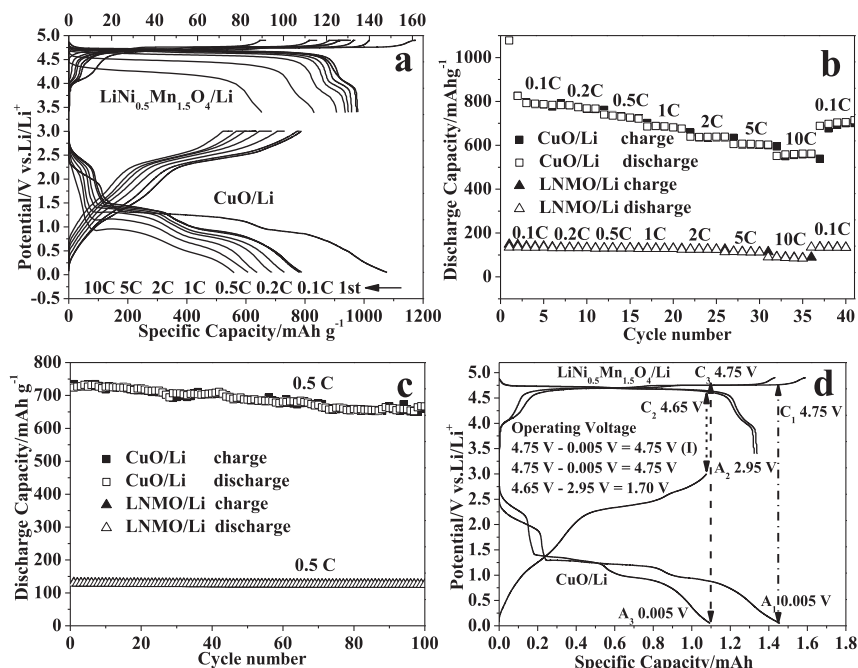 0 20 40 60 80 100 120 140 160
a
5.0
4.5
4.0
3.5
3.0
2.5
2.0
1.5
1.0
0.5
0.0
-0.5
Potential/V vs.Li/Li⁺
LiNi₀.₅Mn₁.₅O₄/Li
CuO/Li
10C 5C 2C 1C 0.5C 0.2C 0.1C 1st
0 200 400 600 800 1000 1200
Specific Capacity/mAh g⁻¹
b
1000
800
600
400
200
0
Discharge Capacity/mAhg⁻¹
0.1C 0.2C 0.5C 1C 2C 5C 10C 0.1C
CuO/Li charge
CuO/Li discharge
LNMO/Li charge
LNMO/Li disharge
0.1C 0.2C 0.5C 1C 2C 5C 10C 0.1C
0 5 10 15 20 25 30 35 40
Cycle number
c
800
700
600
500
400
300
200
100
0
Discharge Capacity/mAh g⁻¹
0.5 C
CuO/Li charge
CuO/Li discharge
LNMO/Li charge
LNMO/Li discharge
0.5 C
0 20 40 60 80 100
Cycle number
d
5.0
4.5
4.0
3.5
3.0
2.5
2.0
1.5
1.0
0.5
0.0
Potential/V vs.Li/Li⁺
LiNi₀.₅Mn₁.₅O₄/Li
C₃ 4.75 V
C₂ 4.65 V
C₁ 4.75 V
Operating Voltage
4.75 V - 0.005 V = 4.75 V (I)
4.75 V - 0.005 V = 4.75 V
4.65 V - 2.95 V = 1.70 V
A₂ 2.95 V
CuO/Li
A₃ 0.005 V
A₁ 0.005 V
0.0 0.2 0.4 0.6 0.8 1.0 1.2 1.4 1.6 1.8
Specific Capacity/mAh